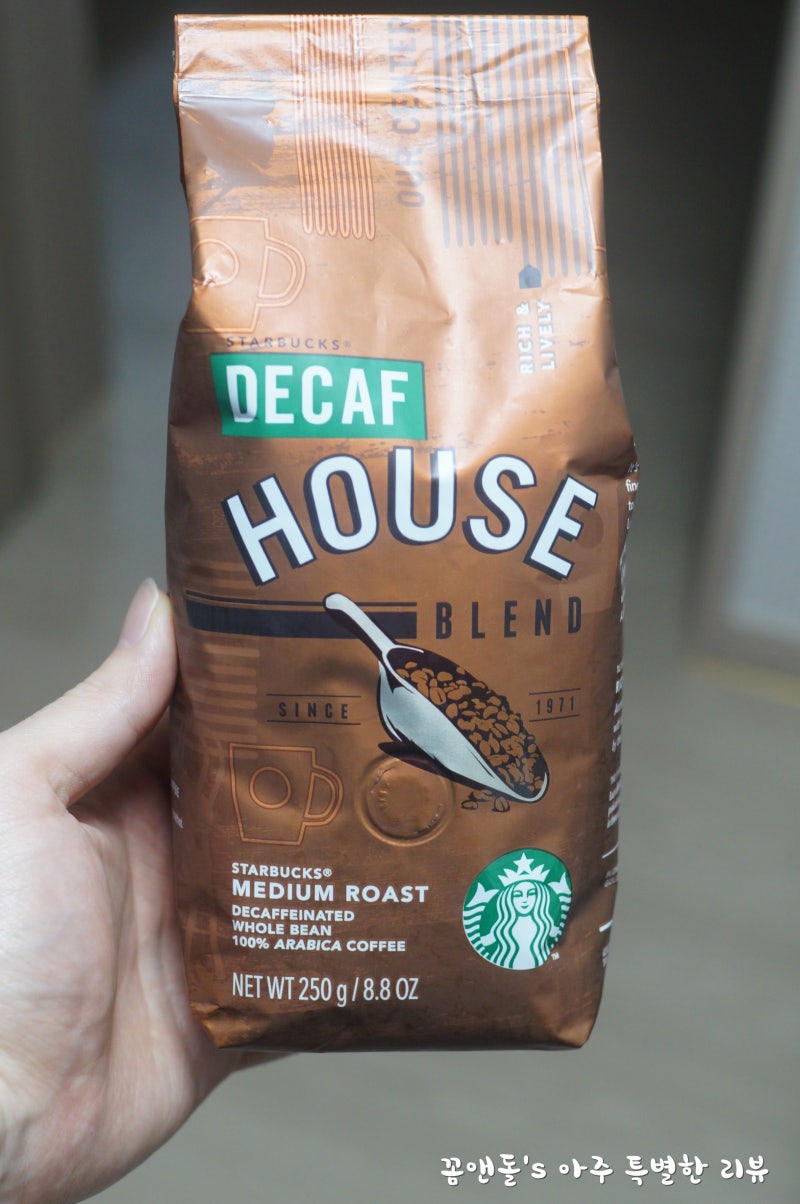 OUR CENTER
RICH &
LIVELY
STARBUCKS®
DECAF
HOUSE
BLEND
SINCE
1971
STARBUCKS®
MEDIUM ROAST
DECAFFEINATED
WHOLE BEAN
100% ARABICA COFFEE
NET WT 250 g / 8.8 OZ
TM
꼼앤돌's 아주 특별한 리뷰